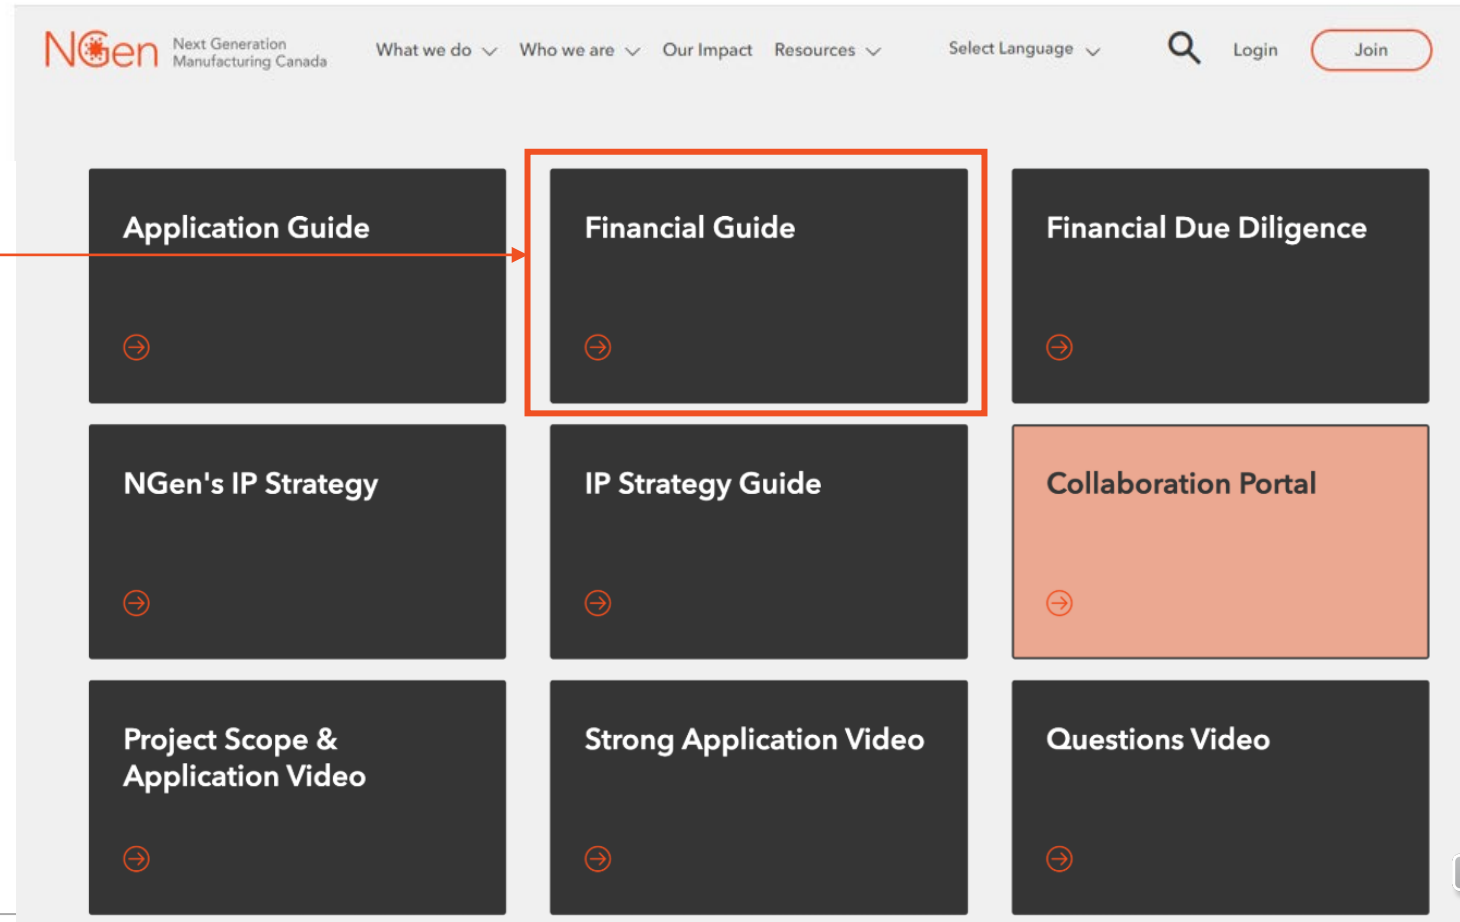 NGen Next Generation
Manufacturing Canada
What we do Who we are Our Impact Resources Select Language Login Join
Application Guide
Financial Guide
Financial Due Diligence
NGen's IP Strategy
IP Strategy Guide
Collaboration Portal
Project Scope &
Application Video
Strong Application Video
Questions Video